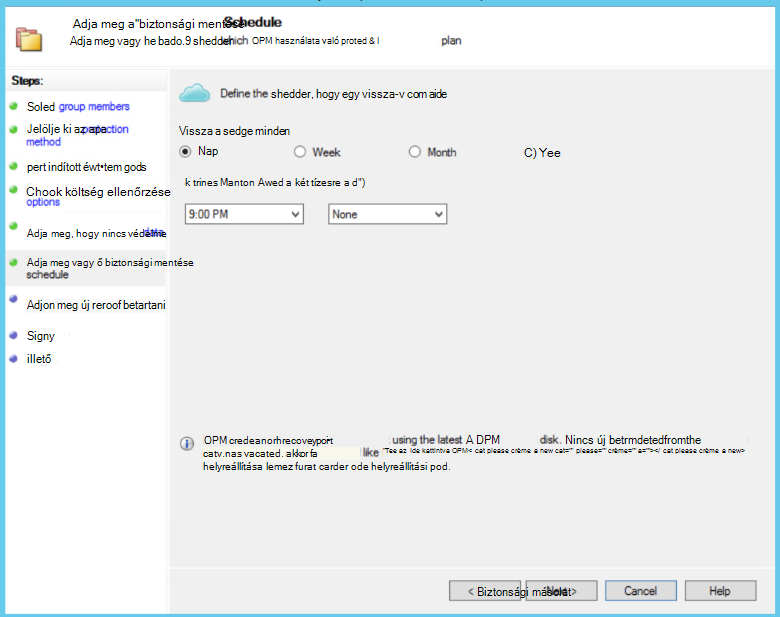 Adja meg a"biztonsági mentése Schedule
Adja meg vagy he bado.9 shedder which OPM használata való proted & I plan
Steps:
Soled group members
Jelölje ki az apa
method
pert indított éwt•tem gods
Chook költség ellenőrzése
options
Adja meg, hogy nincs védelme
Adja meg vagy ő biztonsági mentése
schedule
Adjon meg új reroof betartani
Signy
illető
Define the shedder, hogy egy vissza-v com aide
Vissza a sedge minden
Nap Week Month C) Yee
k trines Manton Awed a két tízesre a d")
9:00 PM None
OPM credeanorhrecoveyport using the latest A DPM disk. Nincs új betrmdetedfromthe
catv.nas vacated. akkor fa like "Tee az Ide kattintva OPM< cat please crème a new cat="" please="" crème="" a=""></ cat please crème a new>
helyreállítása lemez furat carder ode helyreállítási pod.
< Biztonsági másolat> Cancel Help